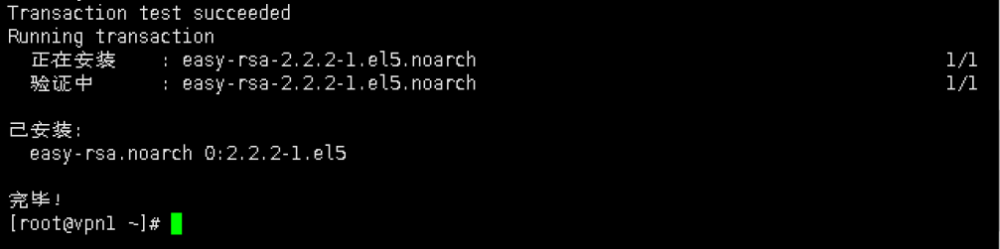 Transaction test succeeded
Running transaction
正在安装 : easy-rsa-2.2.2-1.el5.noarch 1/1
验证中 : easy-rsa-2.2.2-1.el5.noarch 1/1
已安装:
easy-rsa.noarch 0:2.2.2-1.el5
完毕!
[root@vpn1 ~]#